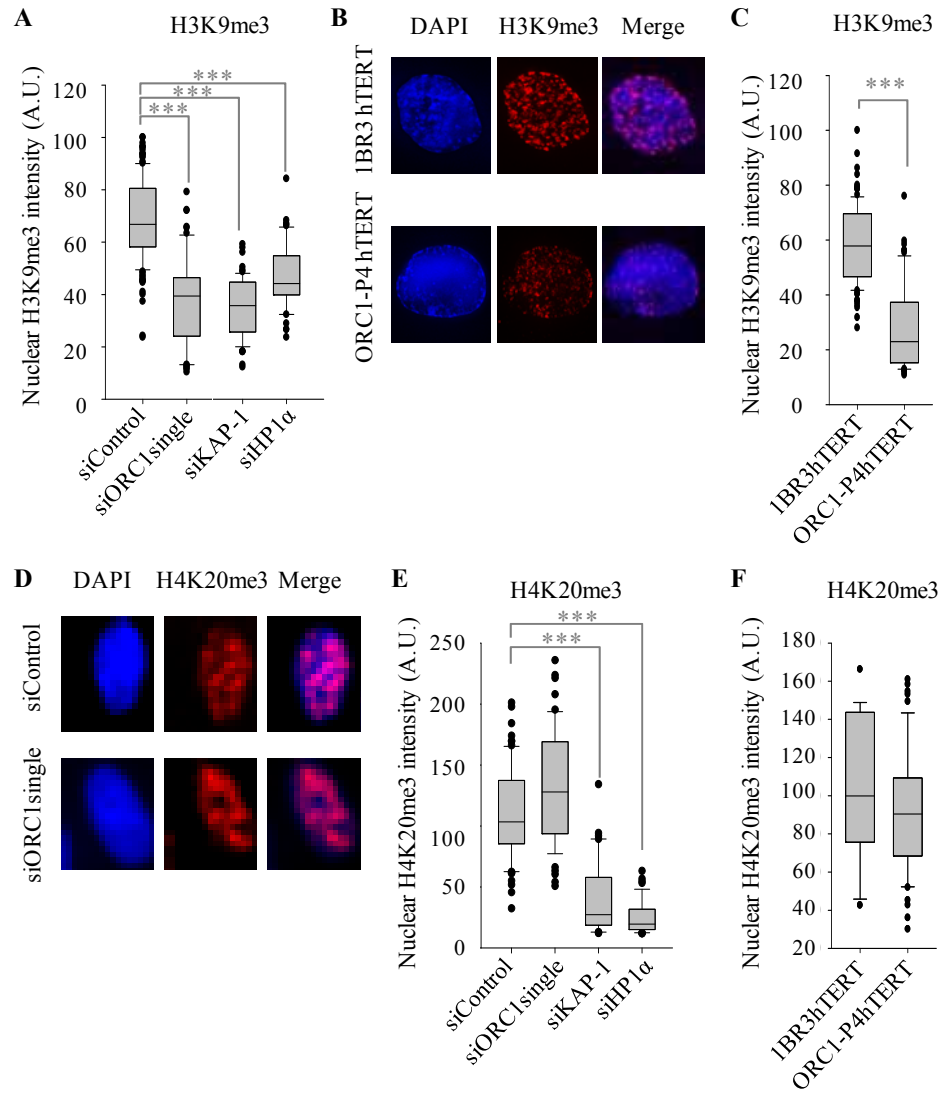 A
H3K9me3
Nuclear H3K9me3 intensity (A.U.)
120
100
80
60
40
20
0
***
***
***
siControl
siORC1single
siKAP-1
siHP1α
B
DAPI H3K9me3 Merge
1BR3 hTERT
ORC1-P4 hTERT
C
H3K9me3
Nuclear H3K9me3 intensity (A.U.)
120
100
80
60
40
20
0
***
1BR3hTERT
ORC1-P4hTERT
D
DAPI H4K20me3 Merge
siControl
siORC1single
E
H4K20me3
Nuclear H4K20me3 intensity (A.U.)
250
200
150
100
50
0
***
***
siControl
siORC1single
siKAP-1
siHP1α
F
H4K20me3
Nuclear H4K20me3 intensity (A.U.)
180
160
140
120
100
80
60
40
20
1BR3hTERT
ORC1-P4hTERT